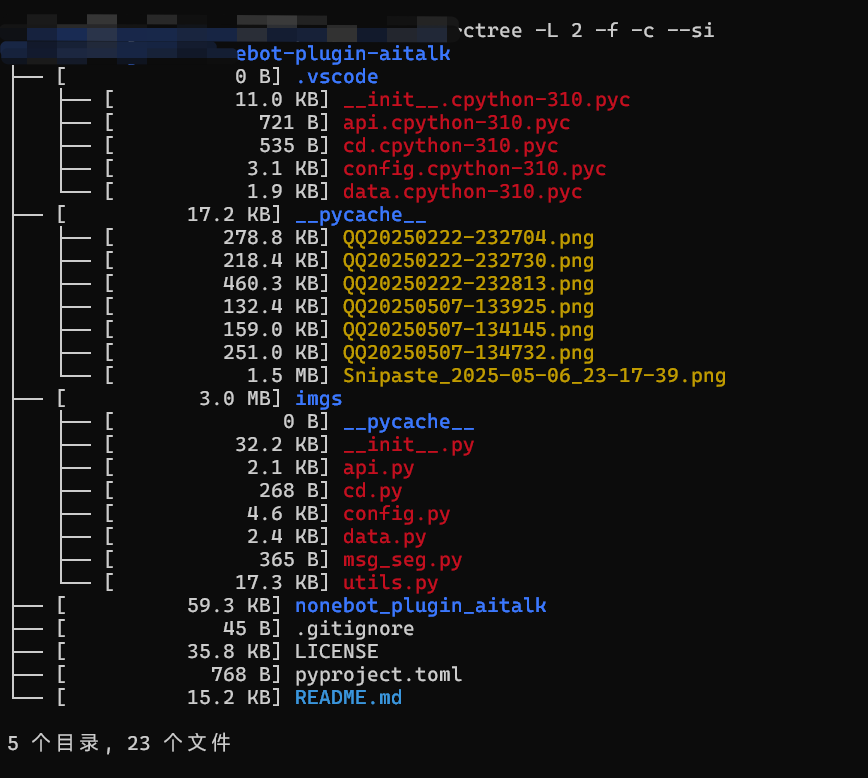 ctree -L 2 -f -c --si
ebot-plugin-aitalk
├── [            0 B] .vscode
│   ├── [          11.0 KB] __init__.cpython-310.pyc
│   ├── [            721 B] api.cpython-310.pyc
│   ├── [            535 B] cd.cpython-310.pyc
│   ├── [           3.1 KB] config.cpython-310.pyc
│   └── [           1.9 KB] data.cpython-310.pyc
├── [          17.2 KB] __pycache__
│   ├── [         278.8 KB] QQ20250222-232704.png
│   ├── [         218.4 KB] QQ20250222-232730.png
│   ├── [         460.3 KB] QQ20250222-232813.png
│   ├── [         132.4 KB] QQ20250507-133925.png
│   ├── [         159.0 KB] QQ20250507-134145.png
│   ├── [         251.0 KB] QQ20250507-134732.png
│   └── [           1.5 MB] Snipaste_2025-05-06_23-17-39.png
├── [           3.0 MB] imgs
│   ├── [              0 B] __pycache__
│   ├── [          32.2 KB] __init__.py
│   ├── [           2.1 KB] api.py
│   ├── [            268 B] cd.py
│   ├── [           4.6 KB] config.py
│   ├── [           2.4 KB] data.py
│   ├── [            365 B] msg_seg.py
│   └── [          17.3 KB] utils.py
├── [          59.3 KB] nonebot_plugin_aitalk
├── [             45 B] .gitignore
├── [          35.8 KB] LICENSE
├── [            768 B] pyproject.toml
└── [          15.2 KB] README.md
5 个目录, 23 个文件